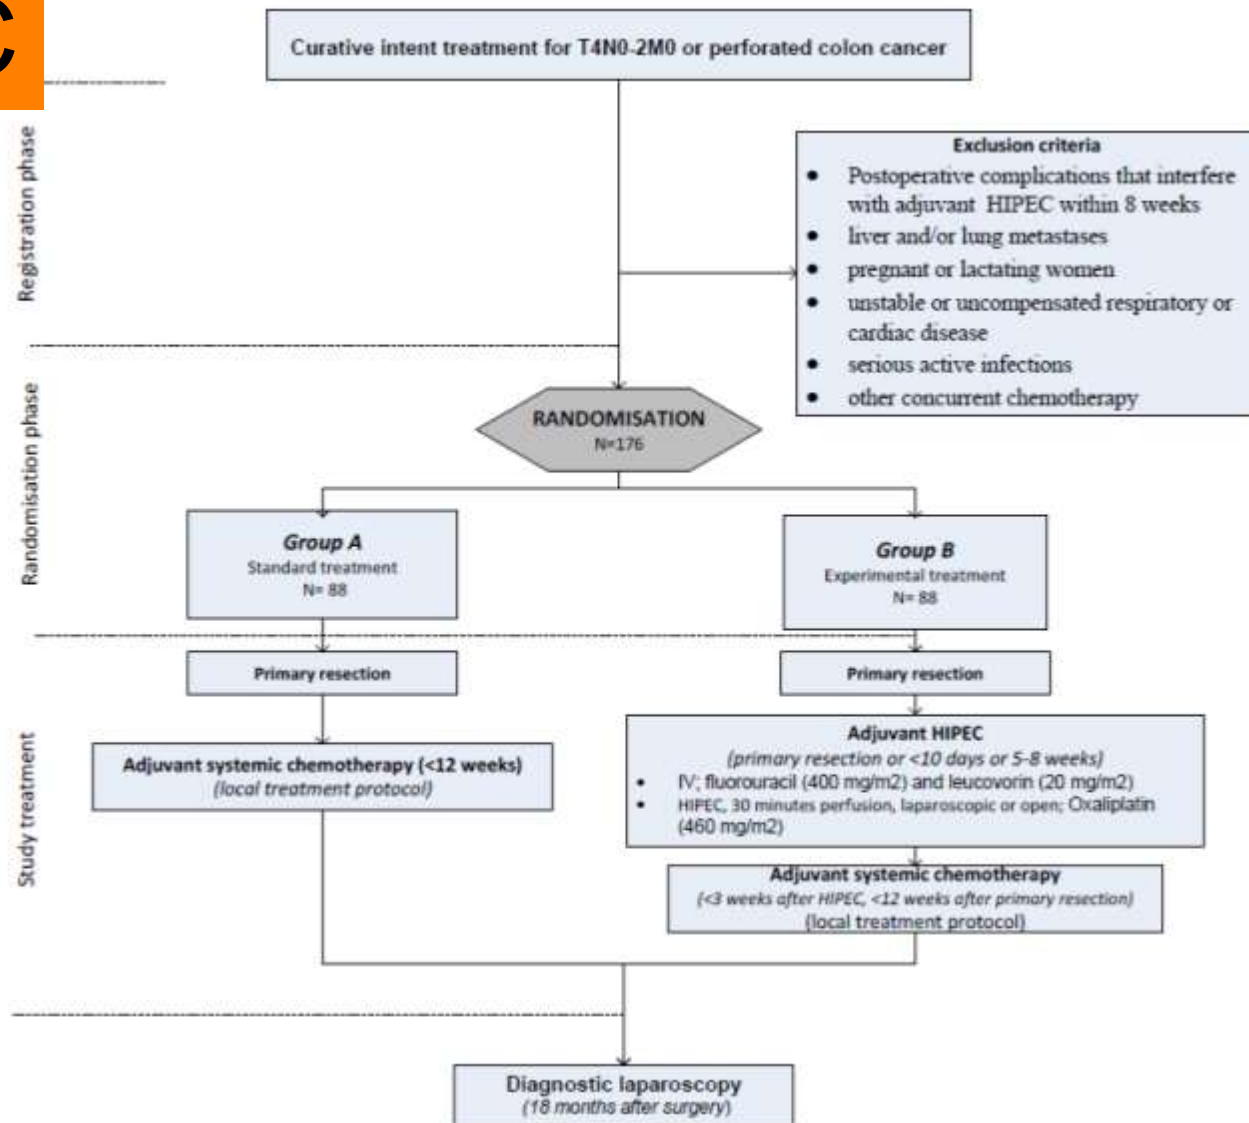 C
Curative intent treatment for T4N0-2M0 or perforated colon cancer
Registration phase
Exclusion criteria
• Postoperative complications that interfere
with adjuvant HIPEC within 8 weeks
• liver and/or lung metastases
• pregnant or lactating women
• unstable or uncompensated respiratory or
cardiac disease
• serious active infections
• other concurrent chemotherapy
Randomisation phase
RANDOMISATION
N=176
Group A
Standard treatment
N= 88
Group B
Experimental treatment
N= 88
Study treatment
Primary resection
Primary resection
Adjuvant systemic chemotherapy (<12 weeks)
(local treatment protocol)
Adjuvant HIPEC
(primary resection or <10 days or 5-8 weeks)
• IV; fluorouracil (400 mg/m2) and leucovorin (20 mg/m2)
• HIPEC, 30 minutes perfusion, laparoscopic or open; Oxaliplatin
(460 mg/m2)
Adjuvant systemic chemotherapy
(<3 weeks after HIPEC, <12 weeks after primary resection)
(local treatment protocol)
Diagnostic laparoscopy
(18 months after surgery)